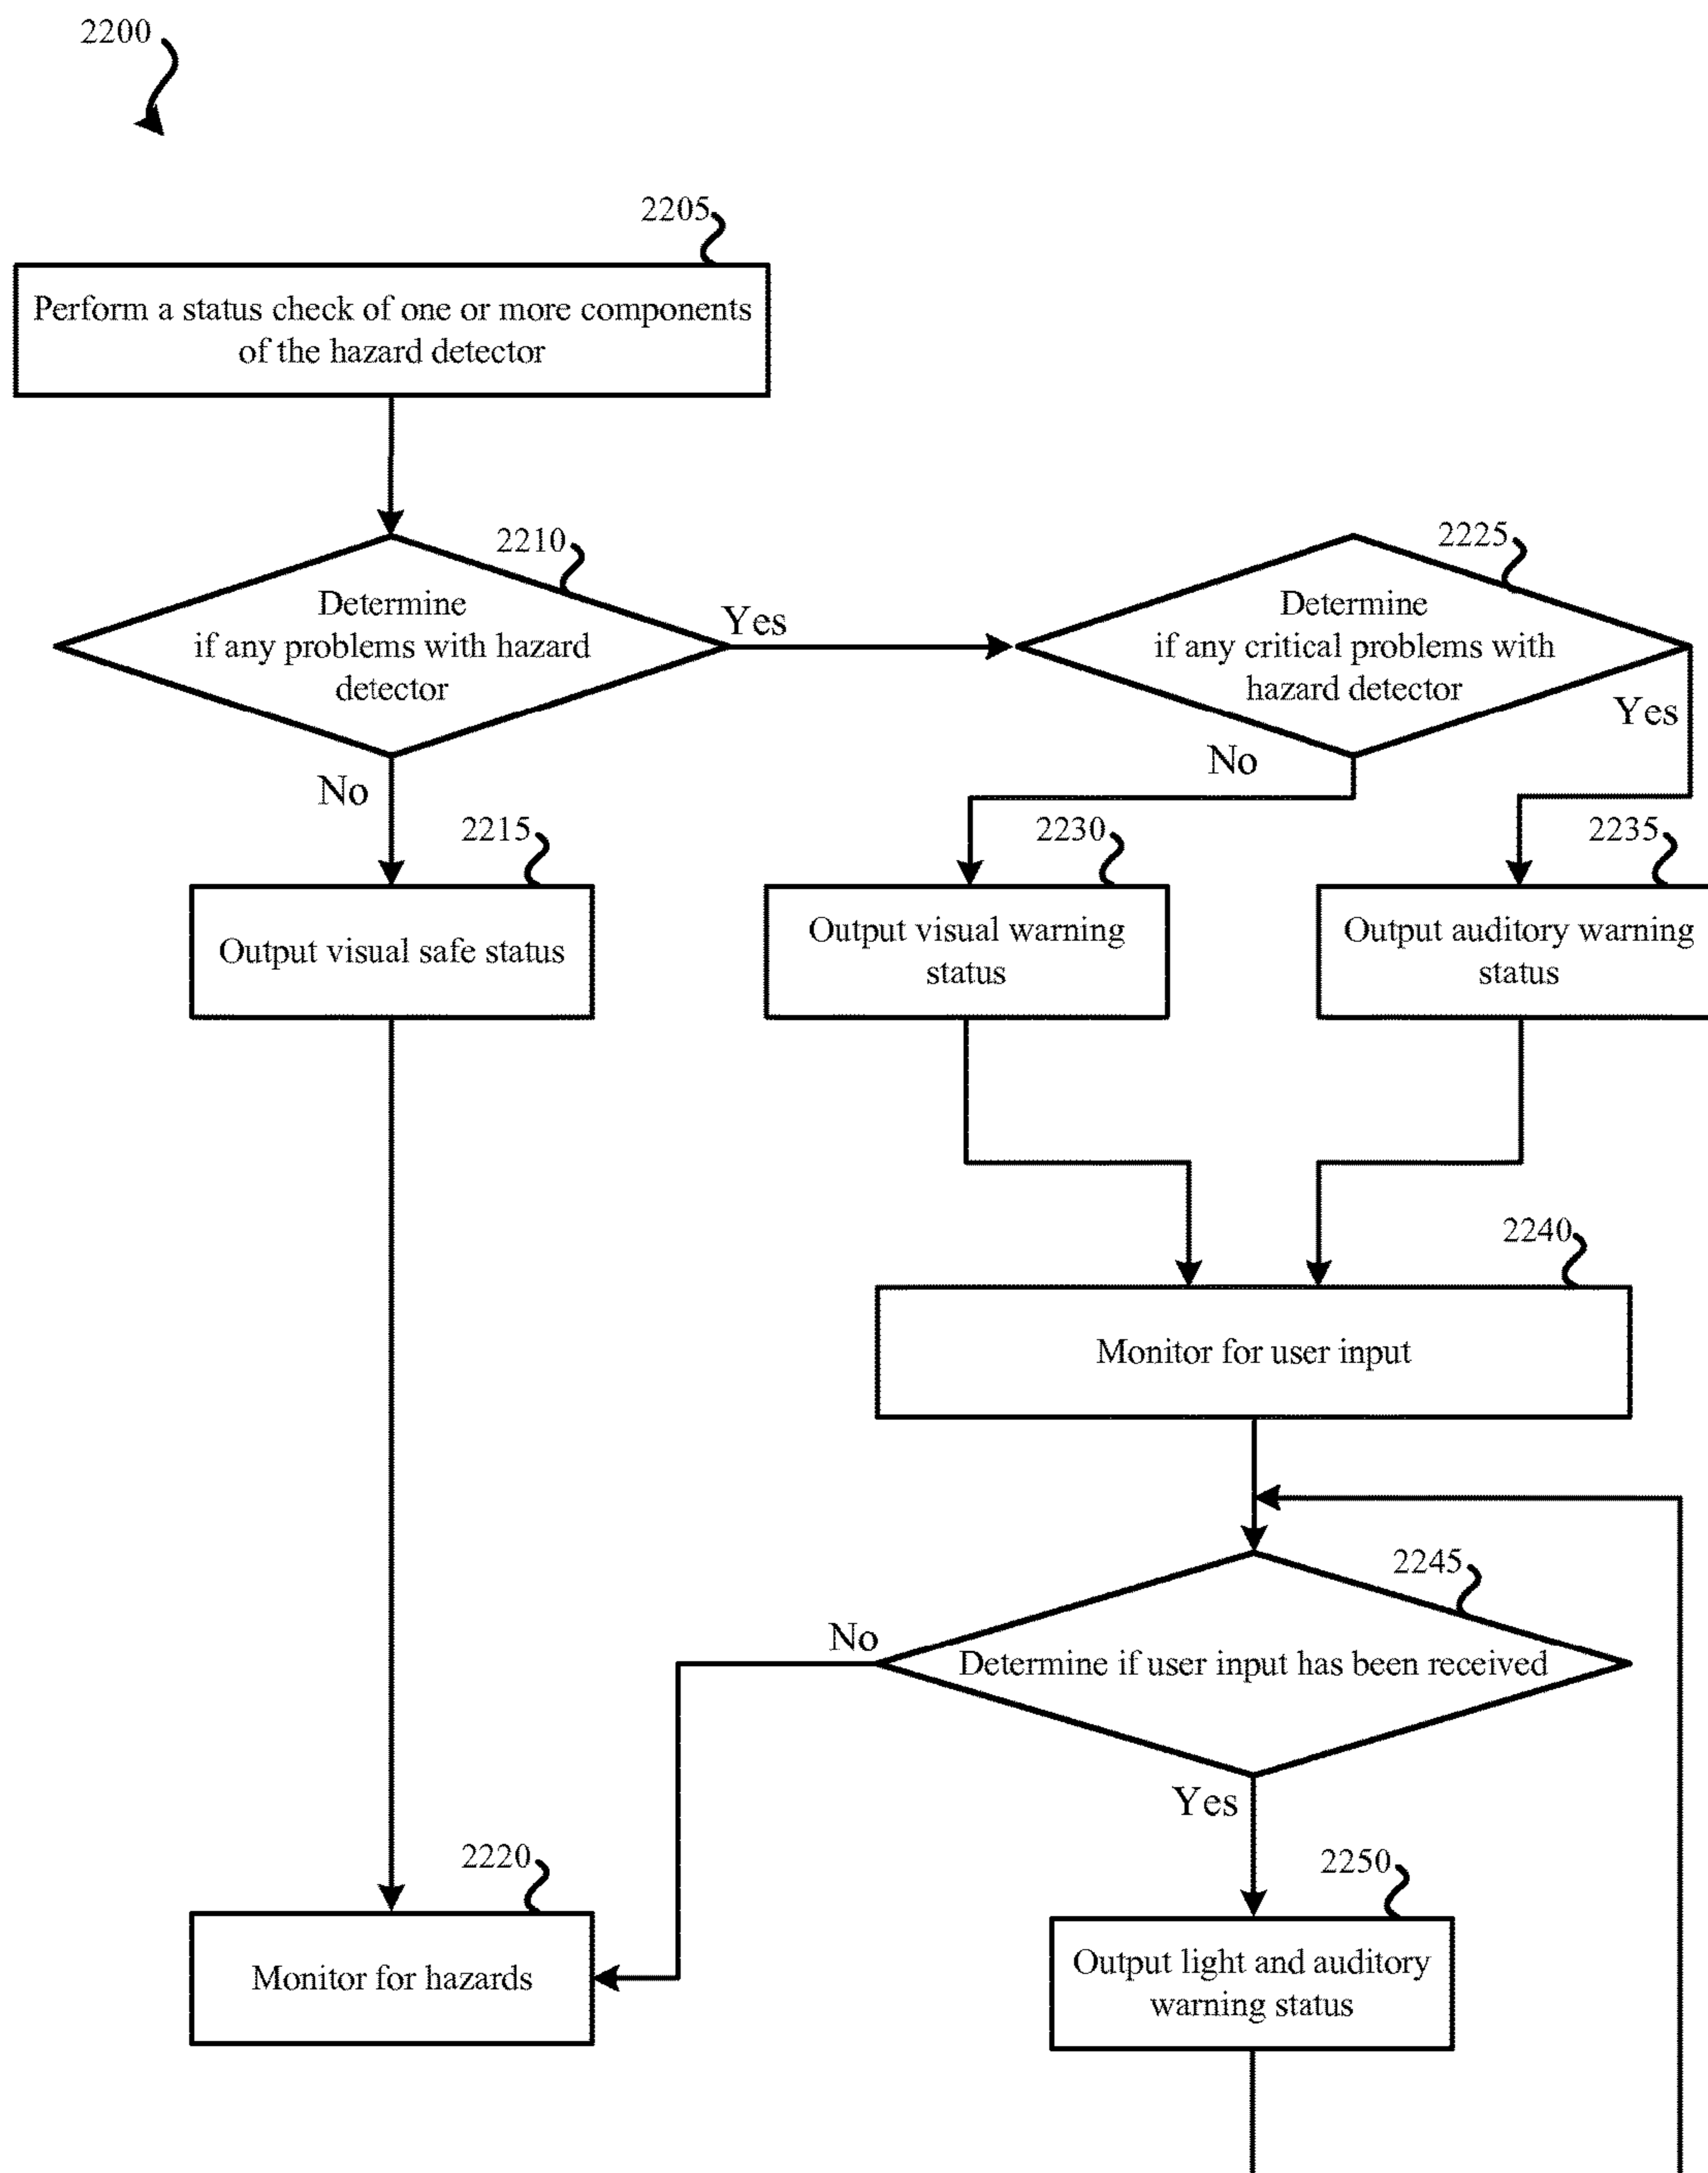 2200
2205
Perform a status check of one or more components
of the hazard detector
2210
Determine
if any problems with hazard
detector
Yes
2225
Determine
if any critical problems with
hazard detector
Yes
No
No
2215
Output visual safe status
2230
Output visual warning
status
2235
Output auditory warning
status
2240
Monitor for user input
2245
Determine if user input has been received
No
Yes
2220
Monitor for hazards
2250
Output light and auditory
warning status